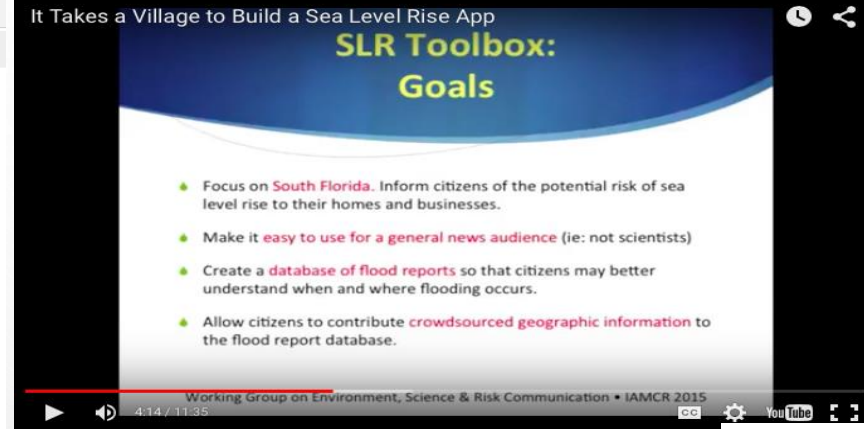 It Takes a Village to Build a Sea Level Rise App
SLR Toolbox:
Goals
Focus on South Florida. Inform citizens of the potential risk of sea
level rise to their homes and businesses.
Make it easy to use for a general news audience (ie: not scientists)
Create a database of flood reports so that citizens may better
understand when and where flooding occurs.
Allow citizens to contribute crowdsourced geographic information to
the flood report database.
Working Group on Environment, Science & Risk Communication • IAMCR 2015
4:14 / 11:35
CC
YouTube